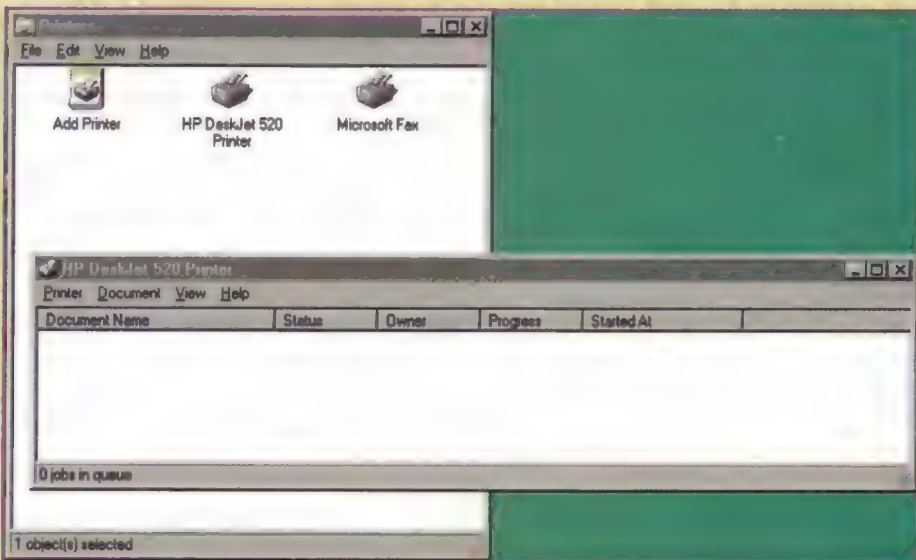 Printers
File Edit View Help
Add Printer
HP DeskJet 520
Printer
Microsoft Fax
HP DeskJet 520 Printer
Printer Document View Help
Document Name Status Owner Progress Started At
0 jobs in queue
1 object(s) selected